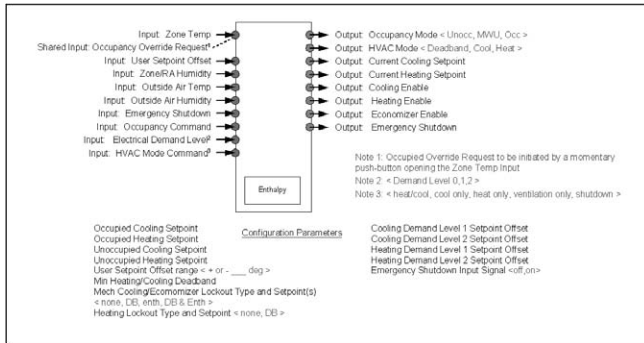 Input: Zone Temp
Shared Input: Occupancy Override Request¹
Input: User Setpoint Offset
Input: Zone/RA Humidity
Input: Outside Air Temp
Input: Outside Air Humidity
Input: Emergency Shutdown
Input: Occupancy Command
Input: Electrical Demand Level²
Input: HVAC Mode Command³
Enthalpy
Output: Occupancy Mode < Unocc, MWU, Occ >
Output: HVAC Mode < Deadband, Cool, Heat >
Output: Current Cooling Setpoint
Output: Current Heating Setpoint
Output: Cooling Enable
Output: Heating Enable
Output: Economizer Enable
Output: Emergency Shutdown
Note 1: Occupied Override Request to be initiated by a momentary
push-button opening the Zone Temp Input
Note 2: < Demand Level 0,1,2 >
Note 3: < heat/cool, cool only, heat only, ventilation only, shutdown >
Configuration Parameters
Occupied Cooling Setpoint
Occupied Heating Setpoint
Unoccupied Cooling Setpoint
Unoccupied Heating Setpoint
User Setpoint Offset range < + or - ___ deg >
Min Heating/Cooling Deadband
Mech Cooling/Ecomomizer Lockout Type and Setpoint(s)
< none, DB, enth, DB & Enth >
Heating Lockout Type and Setpoint < none, DB >
Cooling Demand Level 1 Setpoint Offset
Cooling Demand Level 2 Setpoint Offset
Heating Demand Level 1 Setpoint Offset
Heating Demand Level 2 Setpoint Offset
Emergency Shutdown Input Signal <off,on>